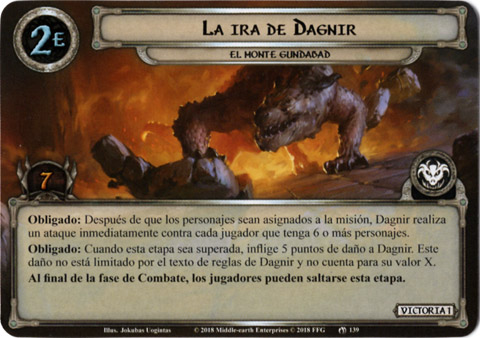 2E
La ira de Dagnir
El Monte Gundabad
7
Obligado: Después de que los personajes sean asignados a la misión, Dagnir realiza
un ataque inmediatamente contra cada jugador que tenga 6 o más personajes.
Obligado: Cuando esta etapa sea superada, inflige 5 puntos de daño a Dagnir. Este
daño no está limitado por el texto de reglas de Dagnir y no cuenta para su valor X.
Al final de la fase de Combate, los jugadores pueden saltarse esta etapa.
Victoria 1
Illus. Jokubas Uogintas
© 2018 Middle-earth Enterprises © 2018 FFG
139